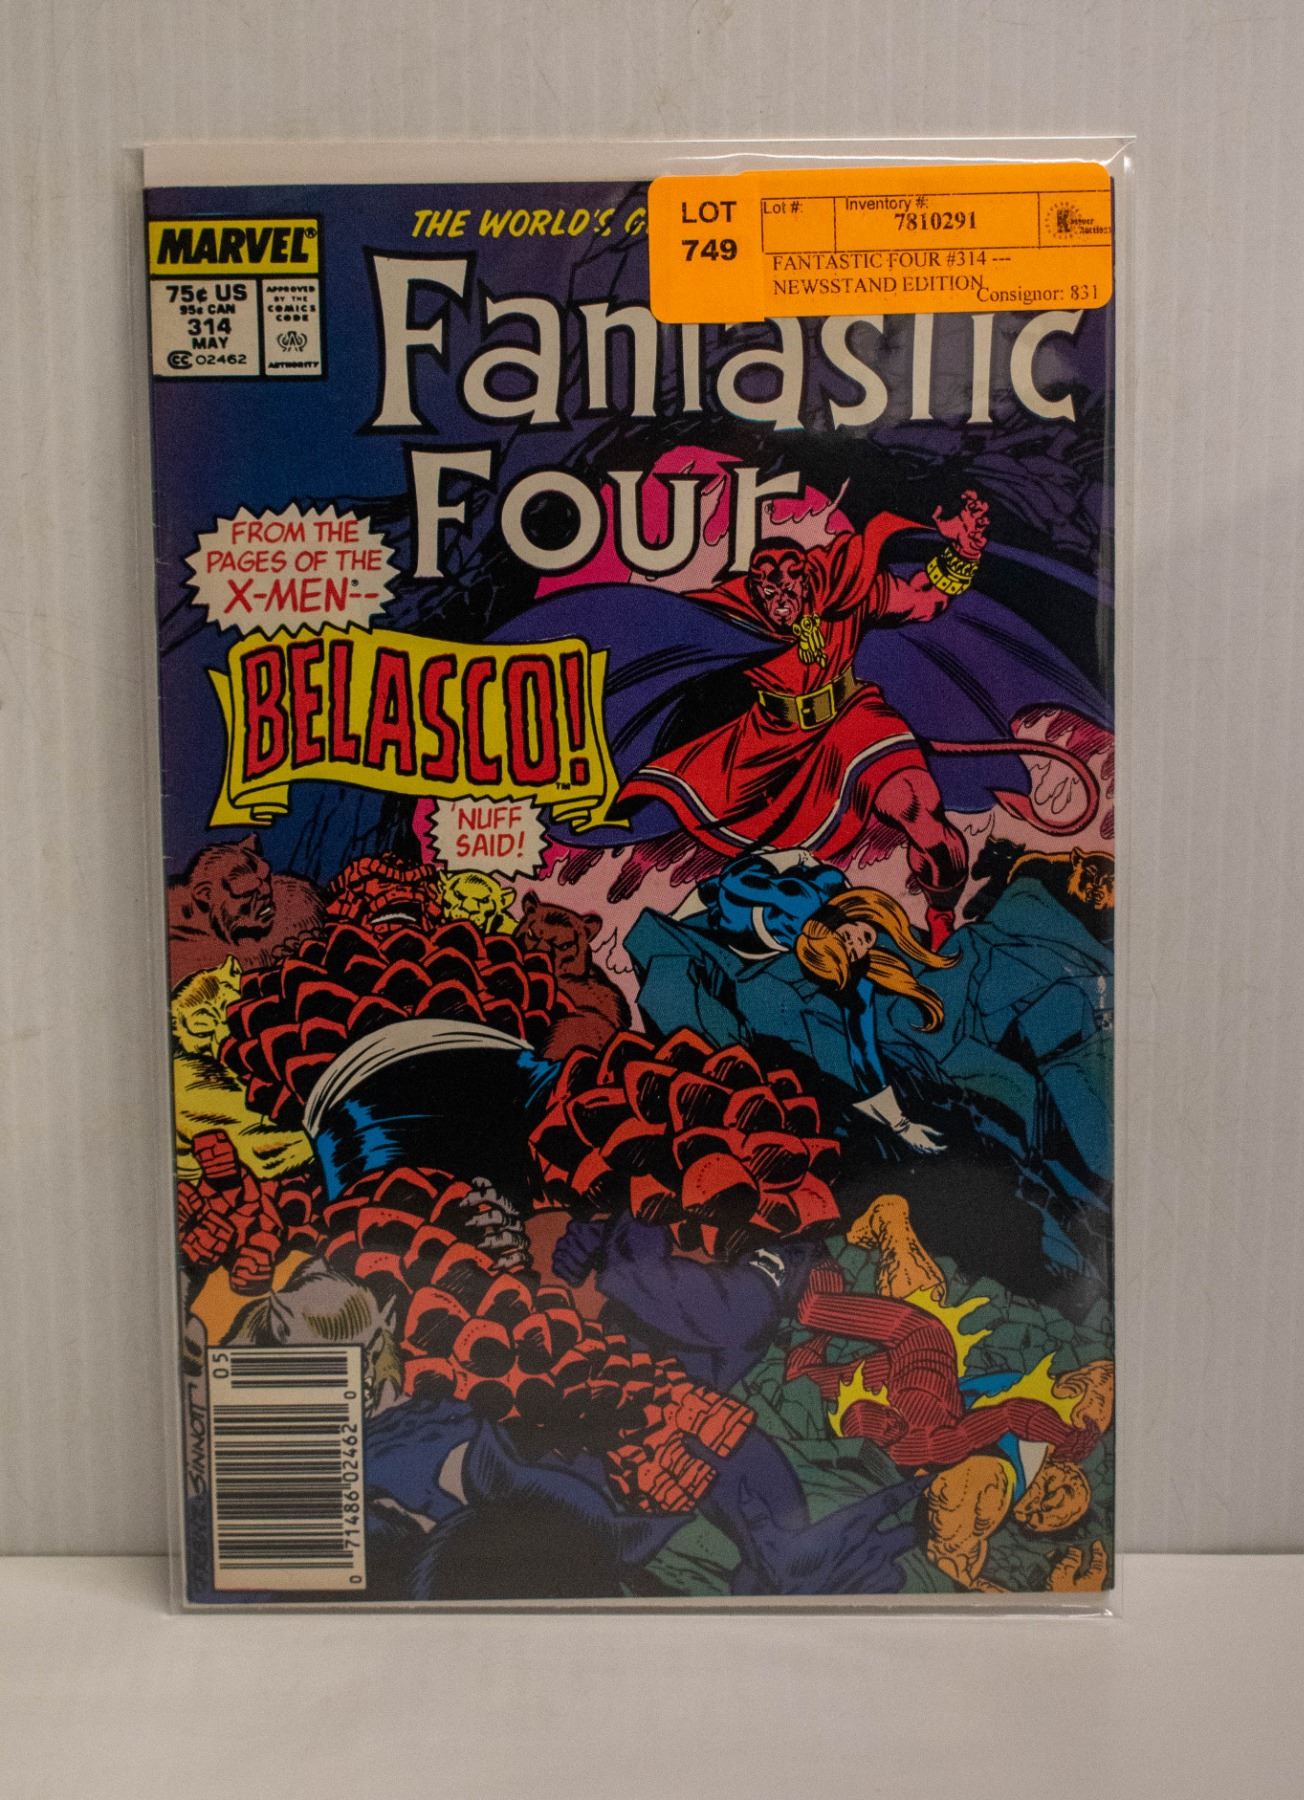 LOT
749
Lot #:
Inventory #:
7810291
FANTASTIC FOUR #314 ---
NEWSSTAND EDITION
Consignor: 831
THE WORLD'S
MARVEL®
75¢ US
95¢ CAN
314
MAY
CC 02462
APPROVED
BY THE
COMICS
CODE
AUTHORITY
Fantastic
Four
FROM THE
PAGES OF THE
X-MEN®--
BELASCO!
TM
'NUFF
SAID!
05
0 71486 02462 0
SINNOTT